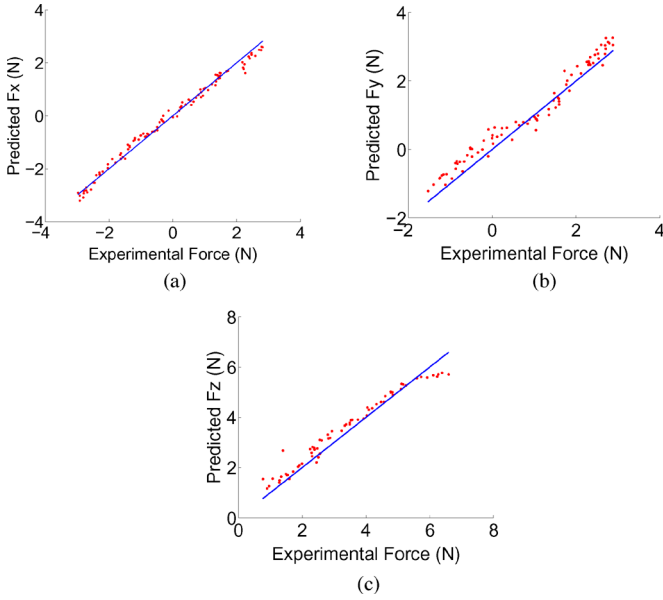 4
2
0
−2
−4
Predicted Fx (N)
−4 −2 0 2 4
Experimental Force (N)
(a)
4
2
0
−2
Predicted Fy (N)
−2 0 2 4
Experimental Force (N)
(b)
8
6
4
2
0
Predicted Fz (N)
0 2 4 6 8
Experimental Force (N)
(c)